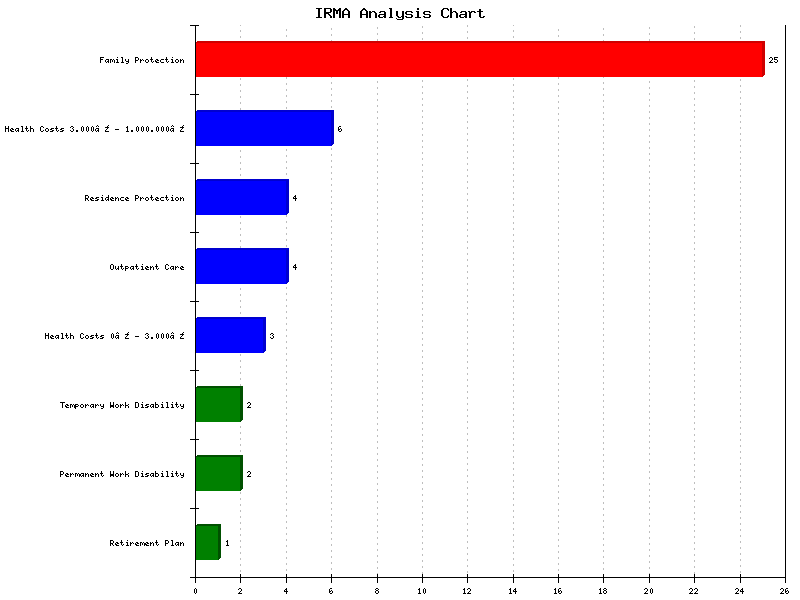 IRMA Analysis Chart
Family Protection
25
Health Costs 3.000â Ź - 1.000.000â Ź
6
Residence Protection
4
Outpatient Care
4
Health Costs 0â Ź - 3.000â Ź
3
Temporary Work Disability
2
Permanent Work Disability
2
Retirement Plan
1
0 2 4 6 8 10 12 14 16 18 20 22 24 26